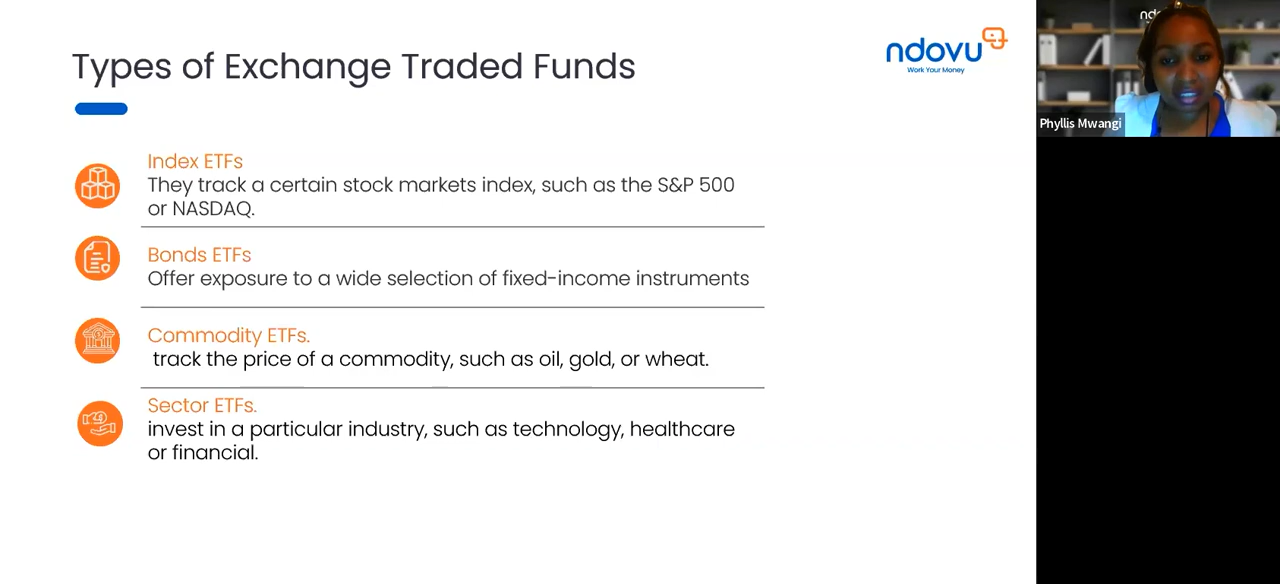 Types of Exchange Traded Funds
ndovu
Work Your Money
Index ETFs
They track a certain stock markets index, such as the S&P 500
or NASDAQ.
Bonds ETFs
Offer exposure to a wide selection of fixed-income instruments
Commodity ETFs.
track the price of a commodity, such as oil, gold, or wheat.
Sector ETFs.
invest in a particular industry, such as technology, healthcare
or financial.
nd
Phyllis Mwangi